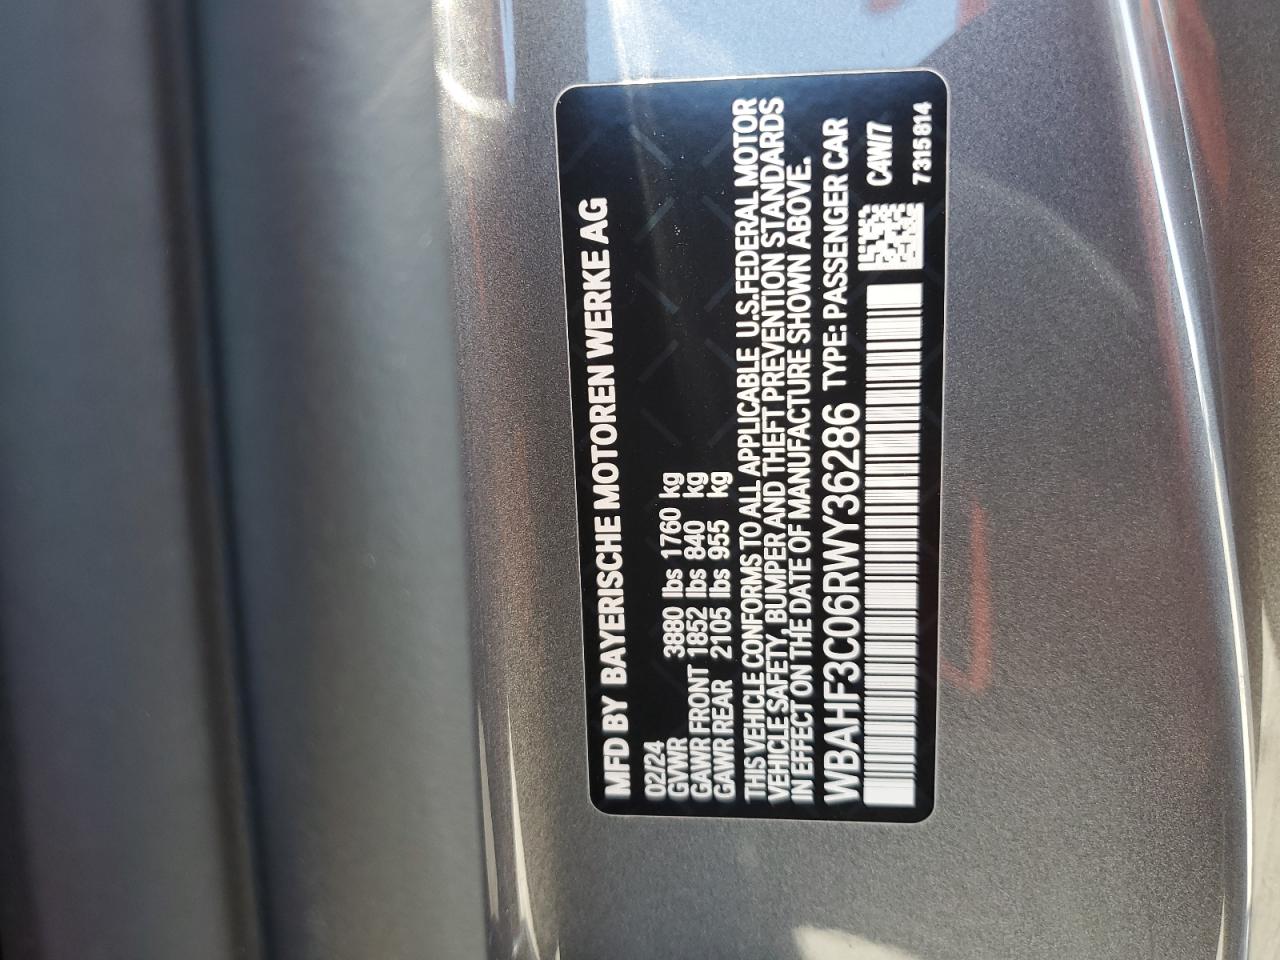 MFD BY BAYERISCHE MOTOREN WERKE AG
02/24
GVWR 3880 lbs 1760 kg
GAWR FRONT 1852 lbs 840 kg
GAWR REAR 2105 lbs 955 kg
THIS VEHICLE CONFORMS TO ALL APPLICABLE U.S.FEDERAL MOTOR
VEHICLE SAFETY, BUMPER AND THEFT PREVENTION STANDARDS
IN EFFECT ON THE DATE OF MANUFACTURE SHOWN ABOVE.
WBAHF3C06RWY36286 TYPE: PASSENGER CAR
C4W/7
7315814